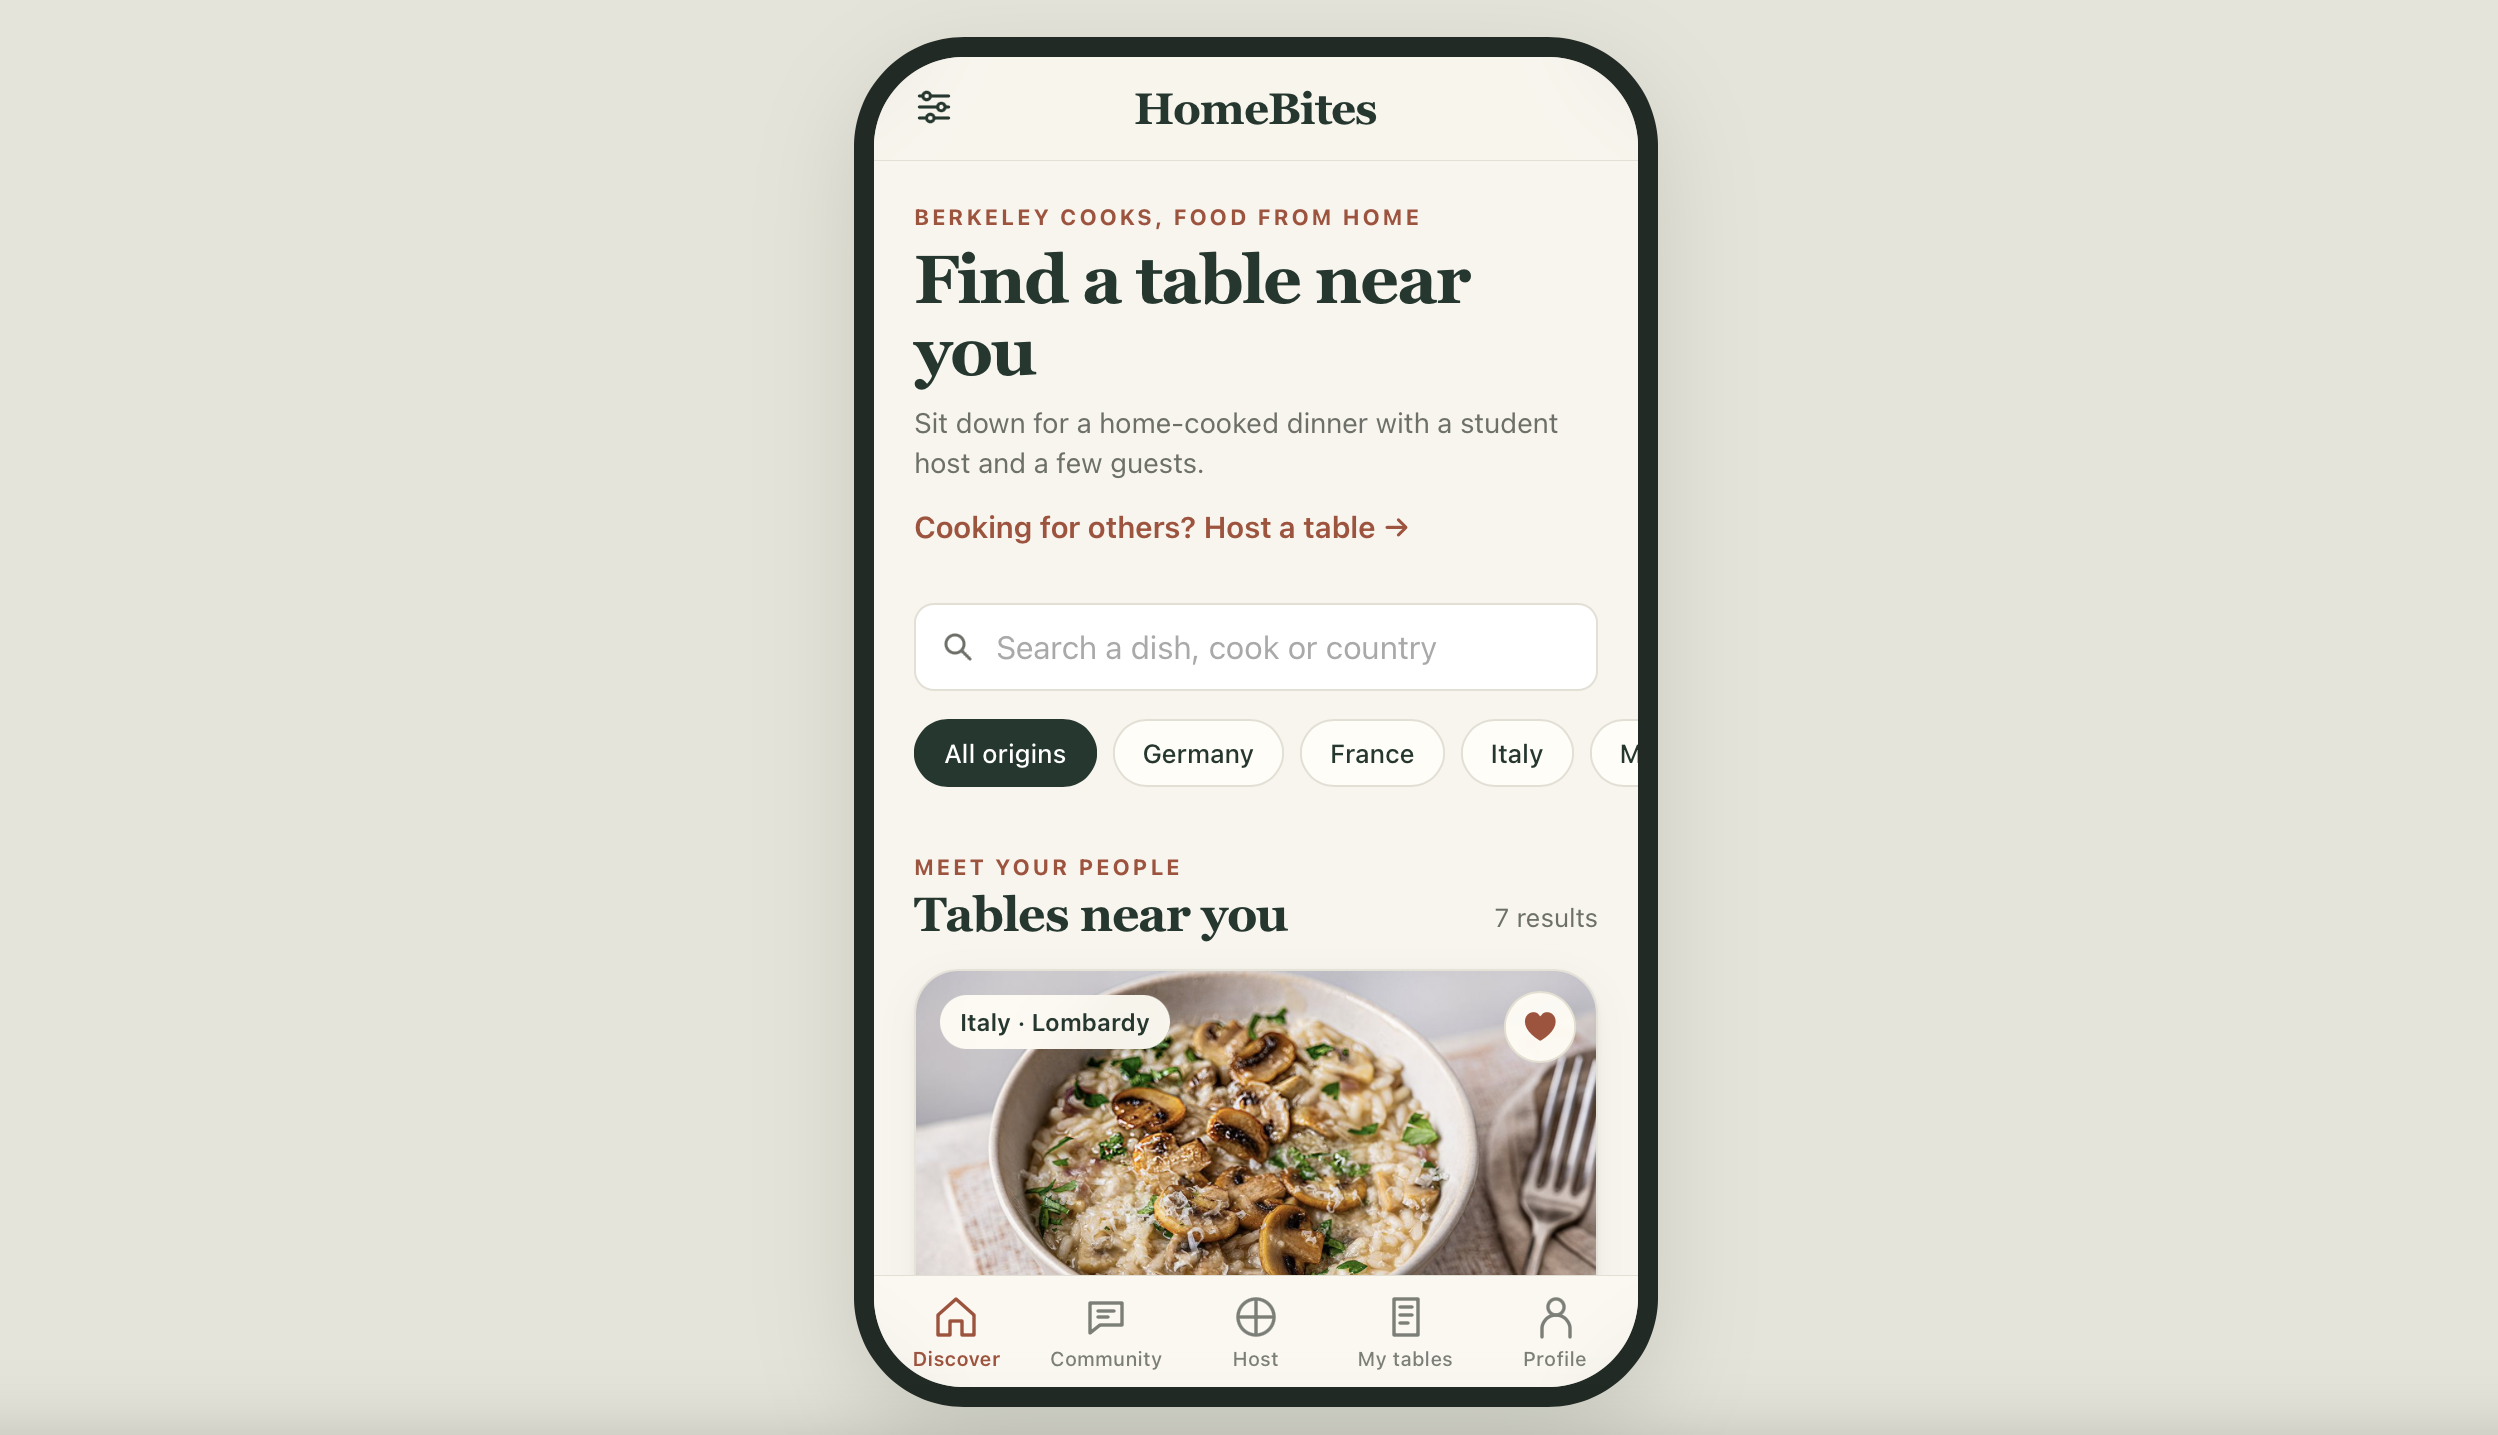 HomeBites
BERKELEY COOKS, FOOD FROM HOME
Find a table near
you
Sit down for a home-cooked dinner with a student
host and a few guests.
Cooking for others? Host a table →
Search a dish, cook or country
All origins
Germany
France
Italy
MEET YOUR PEOPLE
Tables near you
7 results
Italy · Lombardy
Discover
Community
Host
My tables
Profile